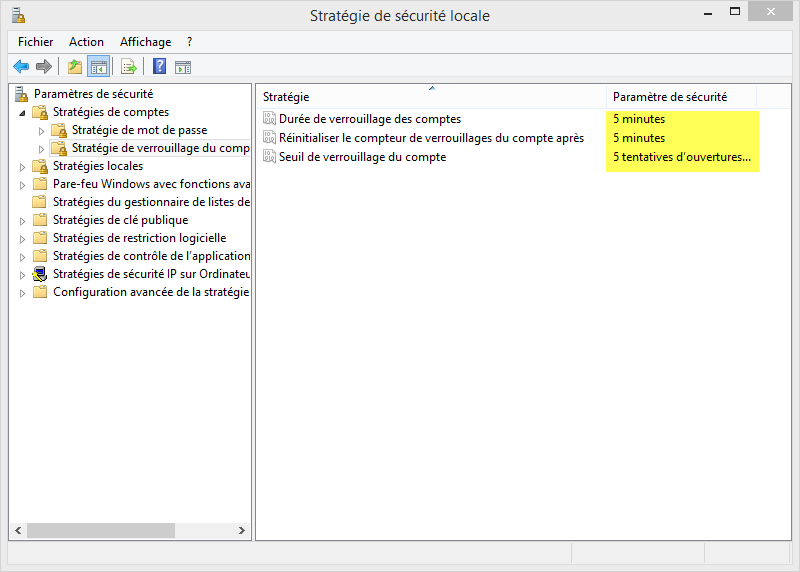 Stratégie de sécurité locale
Fichier Action Affichage ?
Paramètres de sécurité
Stratégies de comptes
Stratégie de mot de passe
Stratégie de verrouillage du comp
Stratégies locales
Pare-feu Windows avec fonctions ava
Stratégies du gestionnaire de listes de
Stratégies de clé publique
Stratégies de restriction logicielle
Stratégies de contrôle de l'application
Stratégies de sécurité IP sur Ordinateu
Configuration avancée de la stratégie
Stratégie Paramètre de sécurité
Durée de verrouillage des comptes 5 minutes
Réinitialiser le compteur de verrouillages du compte après 5 minutes
Seuil de verrouillage du compte 5 tentatives d'ouvertures...